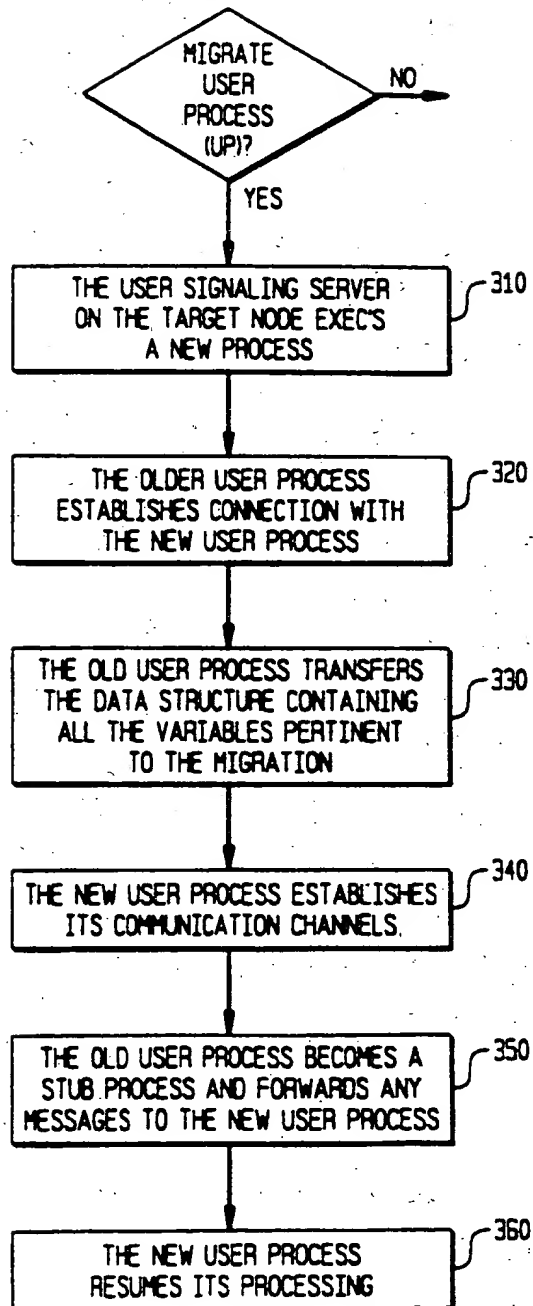 MIGRATE
USER
PROCESS
(UP)?
NO
YES
THE USER SIGNALING SERVER
ON THE TARGET NODE EXEC'S
A NEW PROCESS
310
THE OLDER USER PROCESS
ESTABLISHES CONNECTION WITH
THE NEW USER PROCESS
320
THE OLD USER PROCESS TRANSFERS
THE DATA STRUCTURE CONTAINING
ALL THE VARIABLES PERTINENT
TO THE MIGRATION
330
THE NEW USER PROCESS ESTABLISHES
ITS COMMUNICATION CHANNELS.
340
THE OLD USER PROCESS BECOMES A
STUB PROCESS AND FORWARDS ANY
MESSAGES TO THE NEW USER PROCESS
350
THE NEW USER PROCESS
RESUMES ITS PROCESSING
360